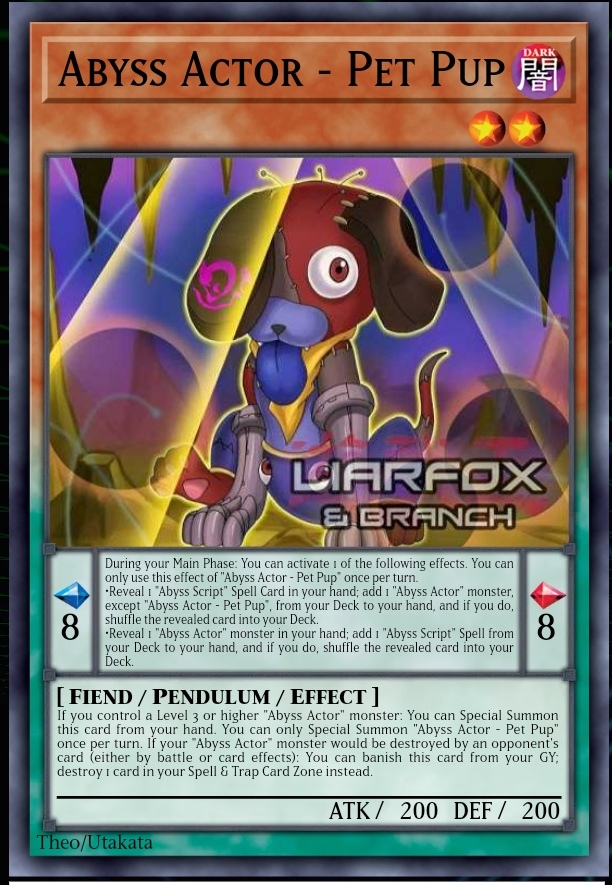 Abyss Actor - Pet Pup
DARK
闇
LIARFOX
& BRANCH
During your Main Phase: You can activate 1 of the following effects. You can
only use this effect of "Abyss Actor - Pet Pup" once per turn.
•Reveal 1 "Abyss Script" Spell Card in your hand; add 1 "Abyss Actor" monster,
except "Abyss Actor - Pet Pup", from your Deck to your hand, and if you do,
shuffle the revealed card into your Deck.
•Reveal 1 "Abyss Actor" monster in your hand; add 1 "Abyss Script" Spell from
your Deck to your hand, and if you do, shuffle the revealed card into your
Deck.
8
8
[ Fiend / Pendulum / Effect ]
If you control a Level 3 or higher "Abyss Actor" monster: You can Special Summon
this card from your hand. You can only Special Summon "Abyss Actor - Pet Pup"
once per turn. If your "Abyss Actor" monster would be destroyed by an opponent's
card (either by battle or card effects): You can banish this card from your GY;
destroy 1 card in your Spell & Trap Card Zone instead.
ATK / 200 DEF / 200
Theo/Utakata